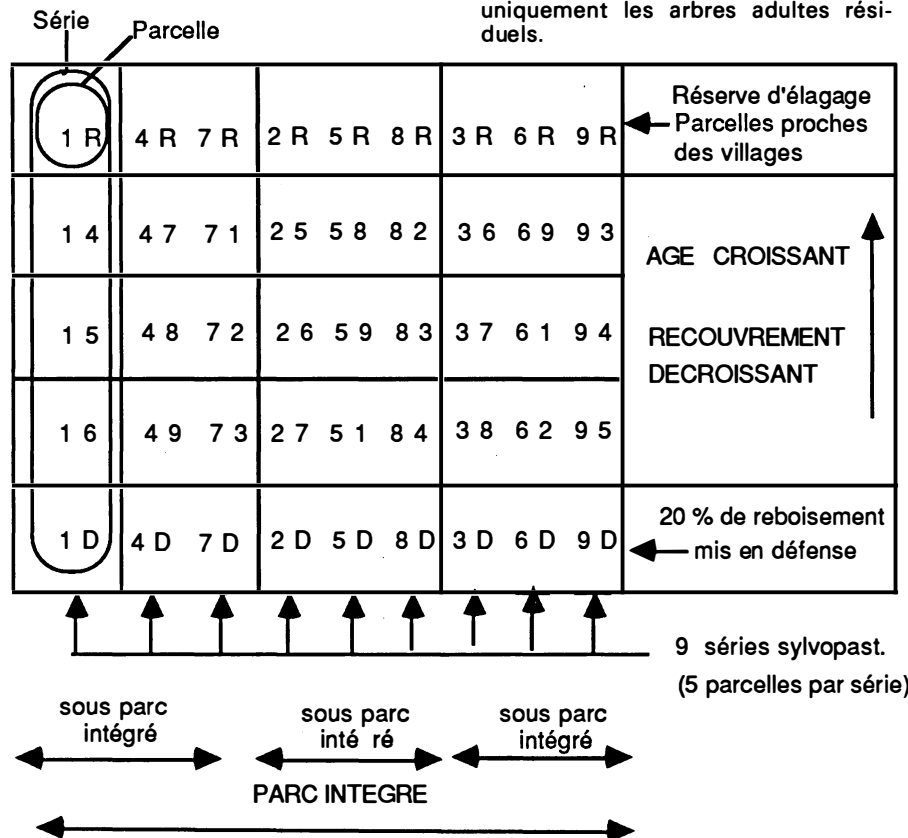 uniquement les arbres adultes rési-
duels.
Série
Parcelle
1 R 4 R 7 R 2 R 5 R 8 R 3 R 6 R 9 R
Réserve d'élagage
Parcelles proches
des villages
1 4 4 7 7 1 2 5 5 8 8 2 3 6 6 9 9 3
AGE CROISSANT
1 5 4 8 7 2 2 6 5 9 8 3 3 7 6 1 9 4
RECOUVREMENT
DECROISSANT
1 6 4 9 7 3 2 7 5 1 8 4 3 8 6 2 9 5
1 D 4 D 7 D 2 D 5 D 8 D 3 D 6 D 9 D
20 % de reboisement
mis en défense
9 séries sylvopast.
(5 parcelles par série)
sous parc
intégré
sous parc
inté ré
sous parc
intégré
PARC INTEGRE